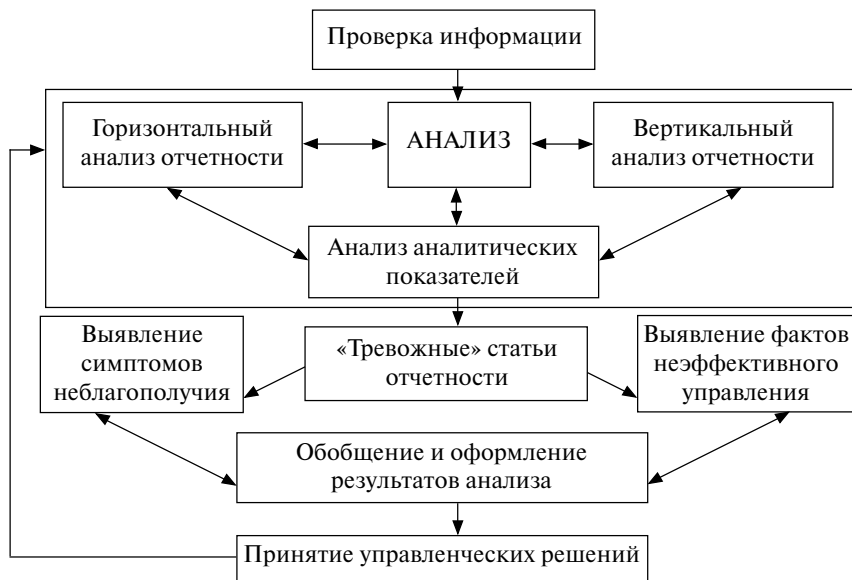 Проверка информации
Горизонтальный
анализ отчетности
АНАЛИЗ
Вертикальный
анализ отчетности
Анализ аналитических
показателей
Выявление
симптомов
неблагополучия
«Тревожные» статьи
отчетности
Выявление фактов
неэффективного
управления
Обобщение и оформление
результатов анализа
Принятие управленческих решений